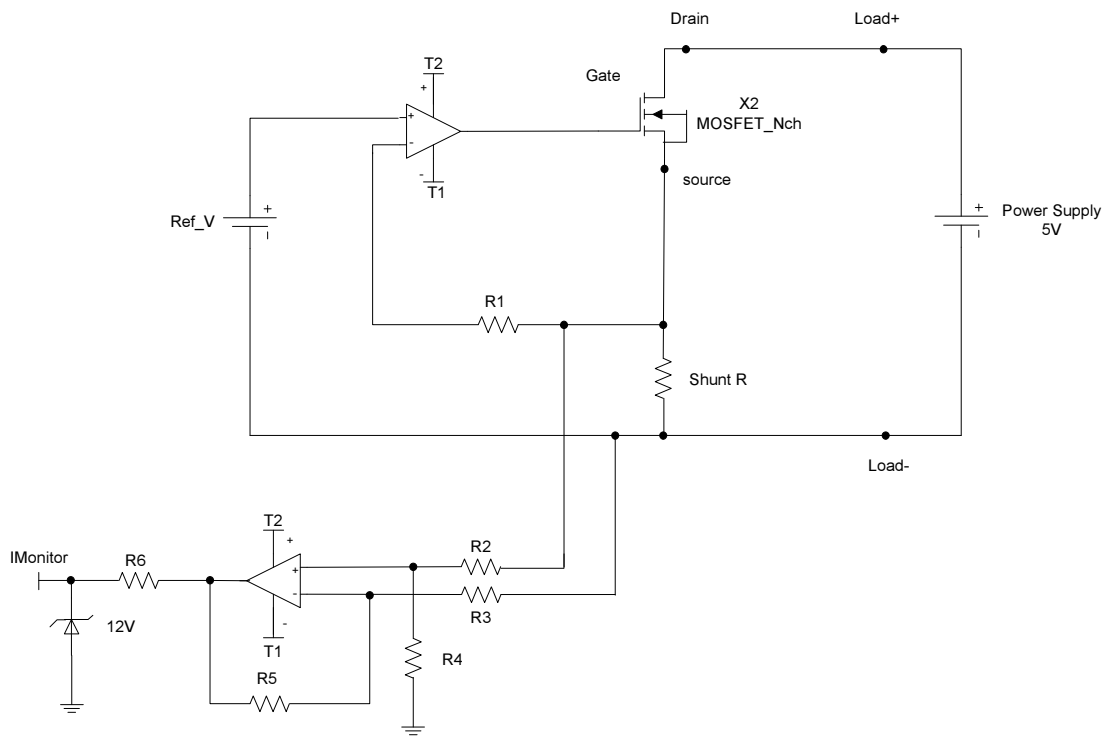 Drain
Load+
T2
Gate
+
X2
MOSFET_Nch
+
-
-
T1
source
Ref_V
+
Power Supply
5V
+
R1
Shunt R
Load-
T2
+
IMonitor
R6
R2
+
-
R3
12V
-
T1
R4
R5